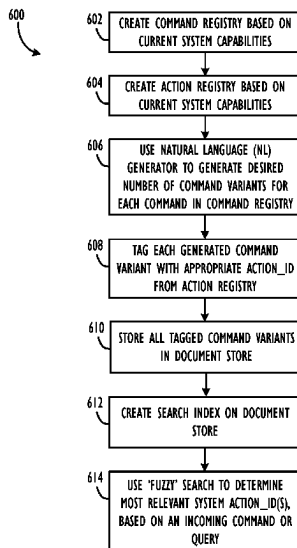 600
602
CREATE COMMAND REGISTRY BASED ON
CURRENT SYSTEM CAPABILITIES
604
CREATE ACTION REGISTRY BASED ON
CURRENT SYSTEM CAPABILITIES
606
USE NATURAL LANGUAGE (NL)
GENERATOR TO GENERATE DESIRED
NUMBER OF COMMAND VARIANTS FOR
EACH COMMAND IN COMMAND REGISTRY
608
TAG EACH GENERATED COMMAND
VARIANT WITH APPROPRIATE ACTION_ID
FROM ACTION REGISTRY
610
STORE ALL TAGGED COMMAND VARIANTS
IN DOCUMENT STORE
612
CREATE SEARCH INDEX ON DOCUMENT
STORE
614
USE 'FUZZY' SEARCH TO DETERMINE
MOST RELEVANT SYSTEM ACTION_ID(S),
BASED ON AN INCOMING COMMAND OR
QUERY